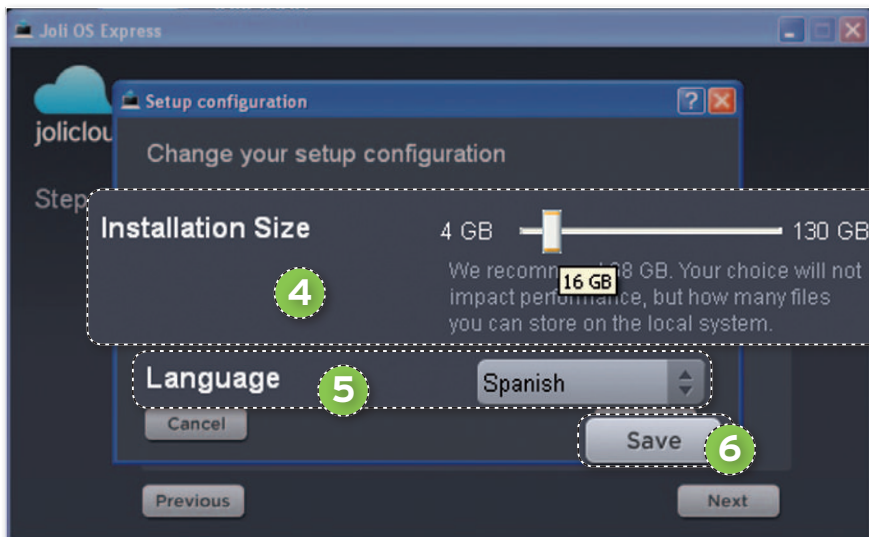 Joli OS Express
Setup configuration
joliclou
Change your setup configuration
Step
Installation Size
4 GB
130 GB
16 GB
We recomm 38 GB. Your choice will not
impact performance, but how many files
you can store on the local system.
4
Language
5
Spanish
Cancel
Save
6
Previous
Next